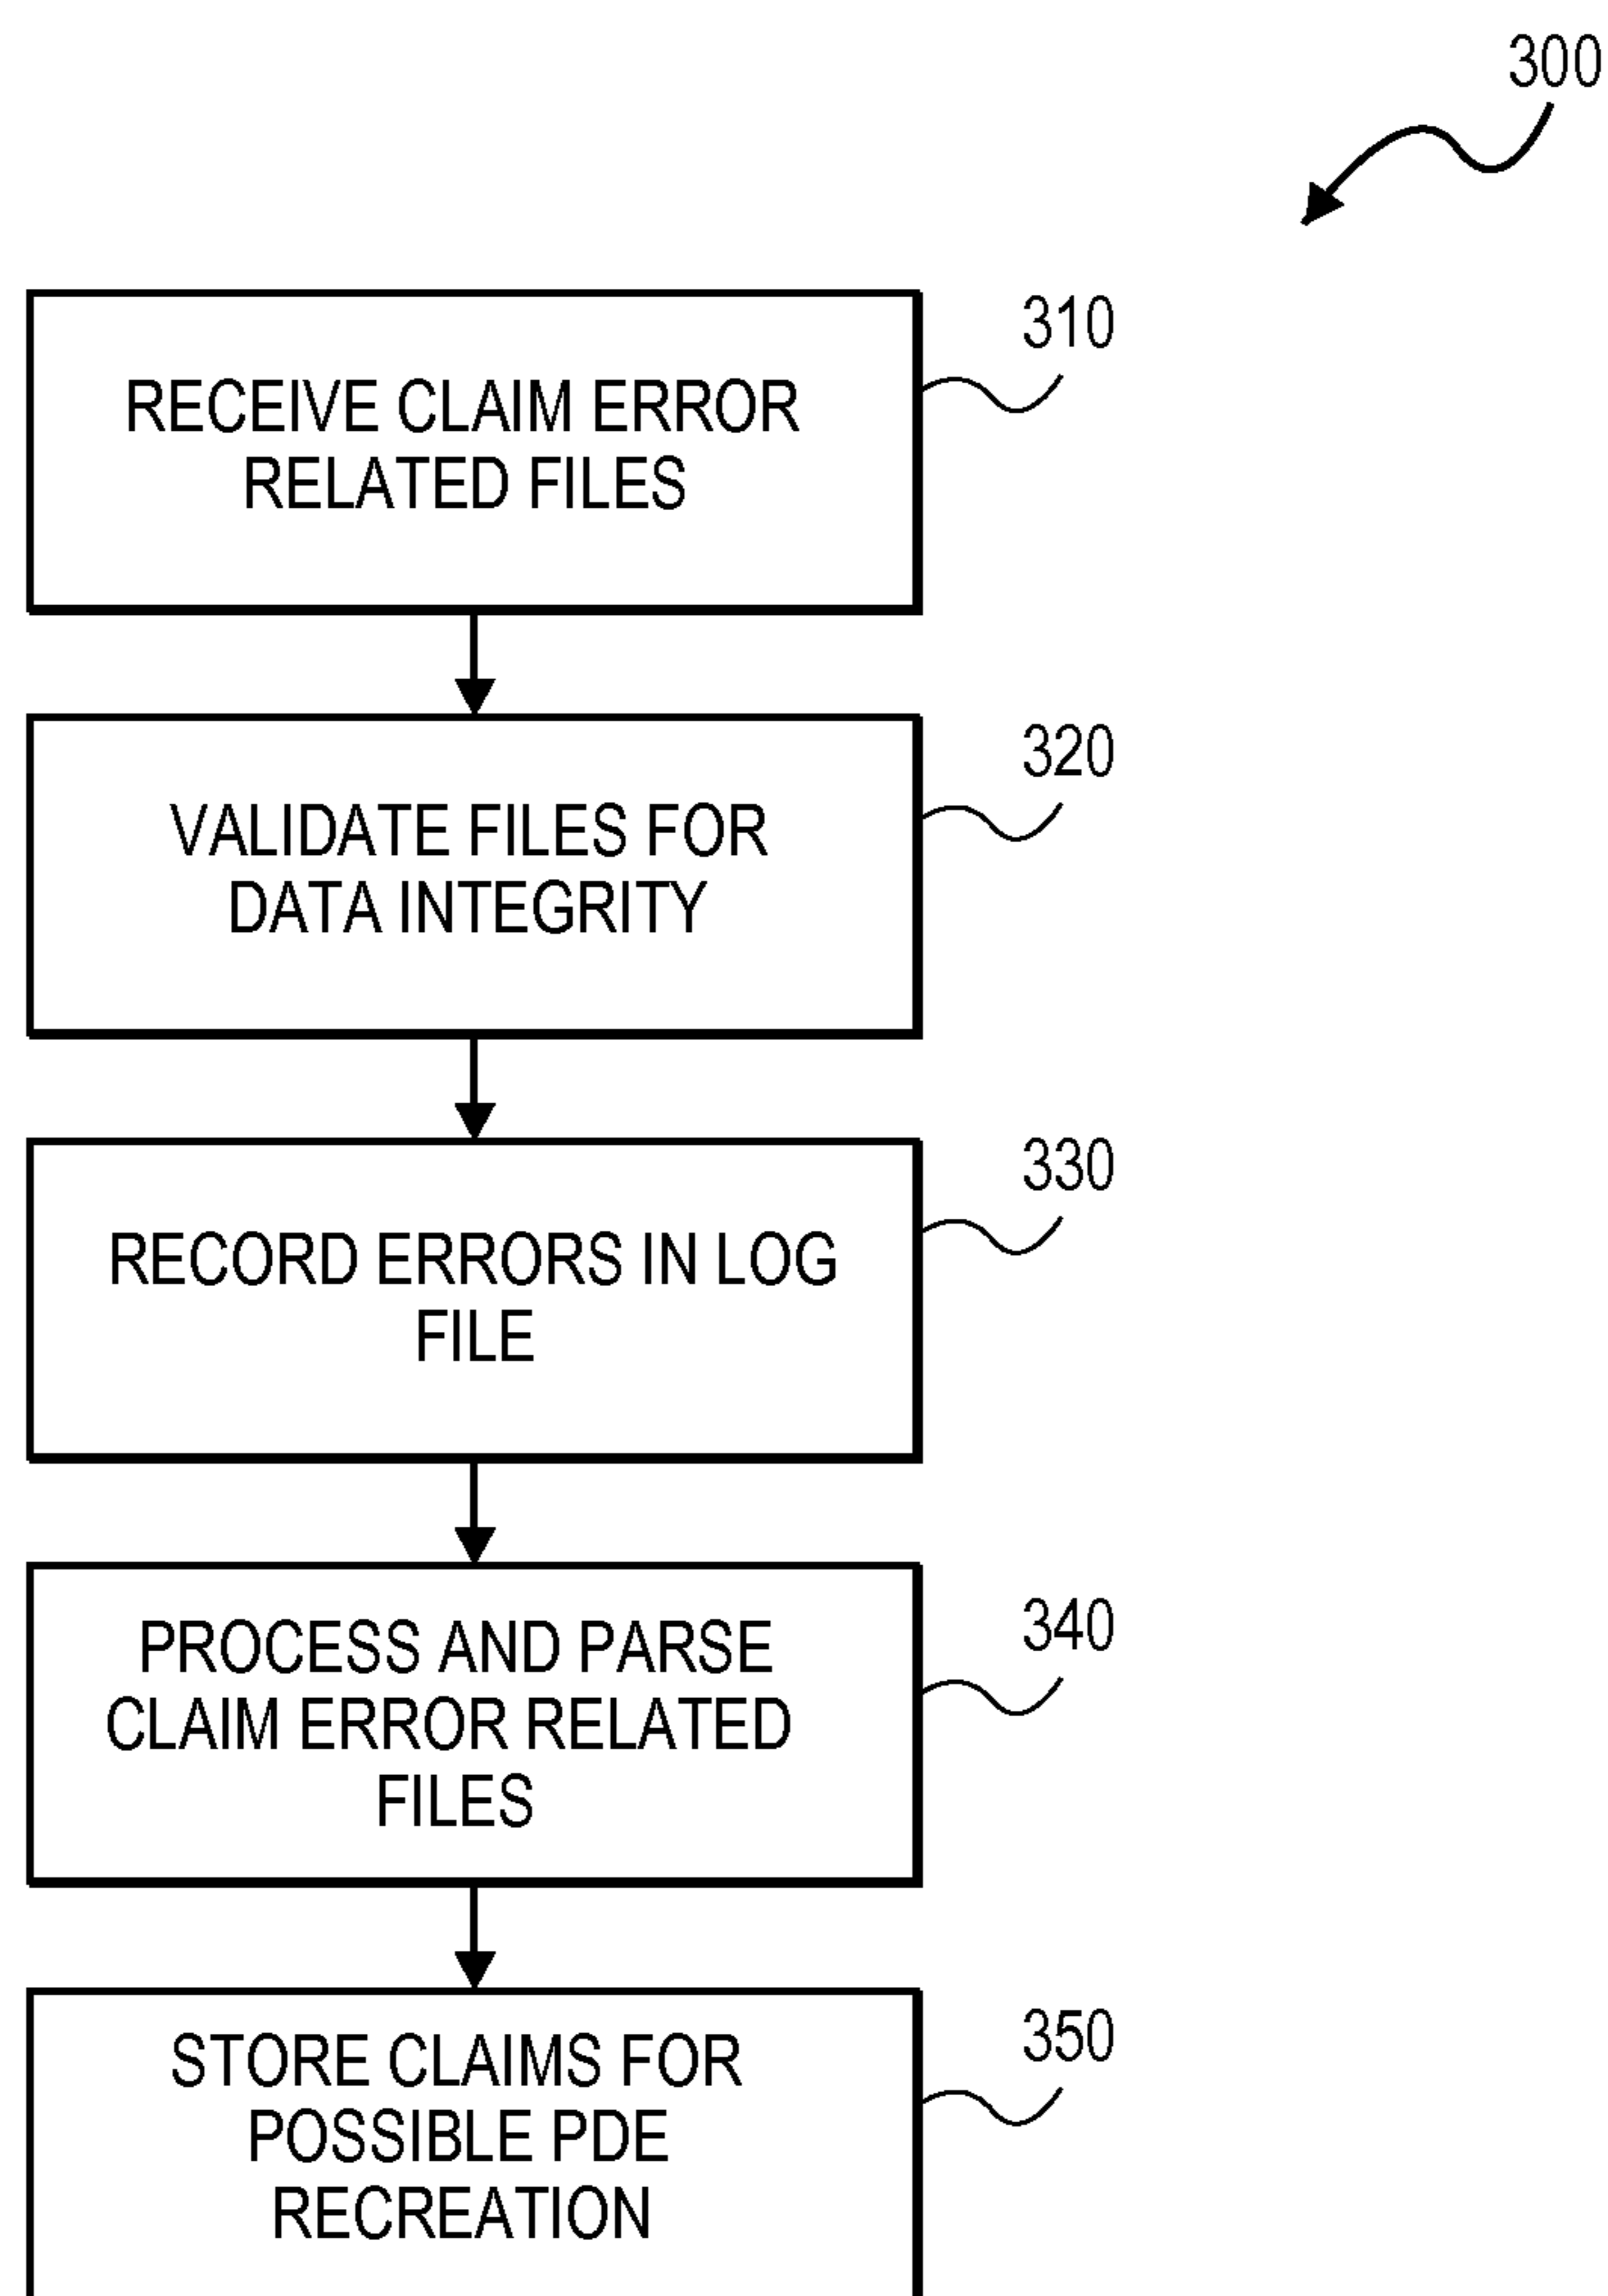 300
310
RECEIVE CLAIM ERROR
RELATED FILES
320
VALIDATE FILES FOR
DATA INTEGRITY
330
RECORD ERRORS IN LOG
FILE
340
PROCESS AND PARSE
CLAIM ERROR RELATED
FILES
350
STORE CLAIMS FOR
POSSIBLE PDE
RECREATION